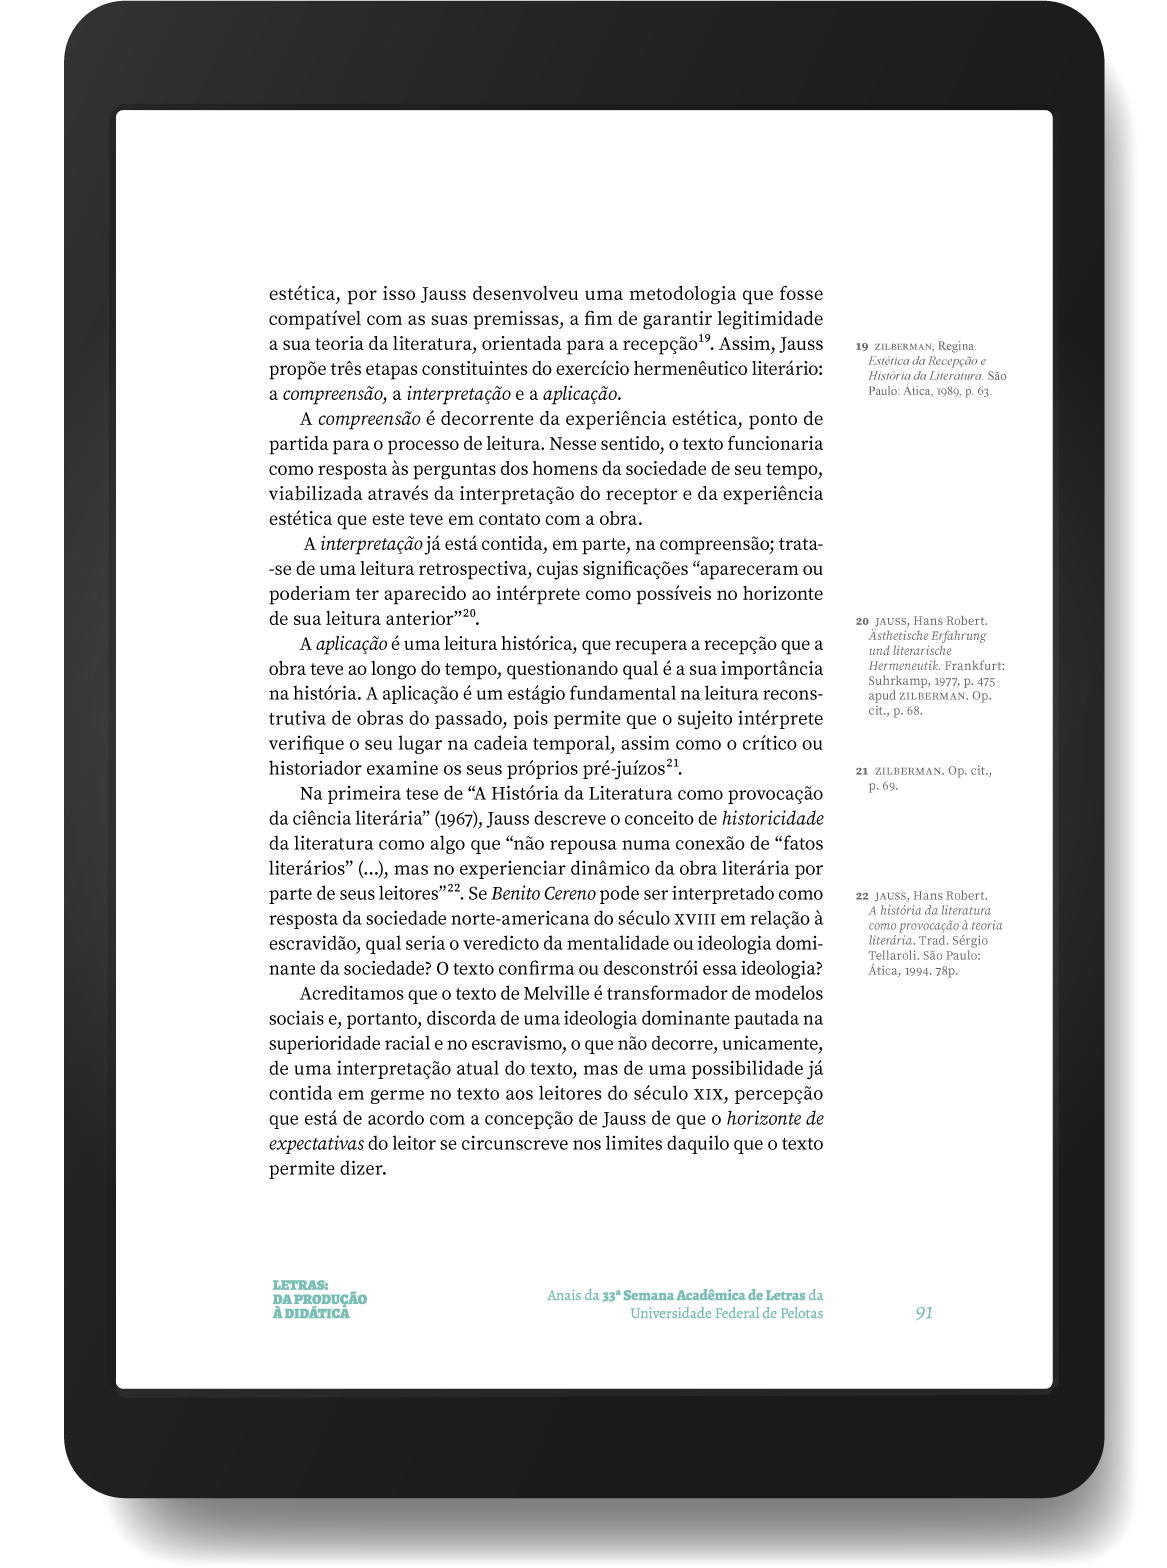 estética, por isso Jauss desenvolveu uma metodologia que fosse
compatível com as suas premissas, a fim de garantir legitimidade
a sua teoria da literatura, orientada para a recepção¹⁹. Assim, Jauss
propõe três etapas constituintes do exercício hermenêutico literário:
a compreensão, a interpretação e a aplicação.
A compreensão é decorrente da experiência estética, ponto de
partida para o processo de leitura. Nesse sentido, o texto funcionaria
como resposta às perguntas dos homens da sociedade de seu tempo,
viabilizada através da interpretação do receptor e da experiência
estética que este teve em contato com a obra.
A interpretação já está contida, em parte, na compreensão; trata-
-se de uma leitura retrospectiva, cujas significações “apareceram ou
poderiam ter aparecido ao intérprete como possíveis no horizonte
de sua leitura anterior”²⁰.
A aplicação é uma leitura histórica, que recupera a recepção que a
obra teve ao longo do tempo, questionando qual é a sua importância
na história. A aplicação é um estágio fundamental na leitura recons-
trutiva de obras do passado, pois permite que o sujeito intérprete
verifique o seu lugar na cadeia temporal, assim como o crítico ou
historiador examine os seus próprios pré-juízos²¹.
Na primeira tese de “A História da Literatura como provocação
da ciência literária” (1967), Jauss descreve o conceito de historicidade
da literatura como algo que “não repousa numa conexão de “fatos
literários” (...), mas no experienciar dinâmico da obra literária por
parte de seus leitores”²². Se Benito Cereno pode ser interpretado como
resposta da sociedade norte-americana do século XVIII em relação à
escravidão, qual seria o veredicto da mentalidade ou ideologia domi-
nante da sociedade? O texto confirma ou desconstrói essa ideologia?
Acreditamos que o texto de Melville é transformador de modelos
sociais e, portanto, discorda de uma ideologia dominante pautada na
superioridade racial e no escravismo, o que não decorre, unicamente,
de uma interpretação atual do texto, mas de uma possibilidade já
contida em germe no texto aos leitores do século XIX, percepção
que está de acordo com a concepção de Jauss de que o horizonte de
expectativas do leitor se circunscreve nos limites daquilo que o texto
permite dizer.
19 ZILBERMAN, Regina.
Estética da Recepção e
História da Literatura. São
Paulo: Ática, 1989, p. 63.
20 JAUSS, Hans Robert.
Ästhetische Erfahrung
und literarische
Hermeneutik. Frankfurt:
Suhrkamp, 1977, p. 475
apud ZILBERMAN. Op.
cit., p. 68.
21 ZILBERMAN. Op. cit.,
p. 69.
22 JAUSS, Hans Robert.
A história da literatura
como provocação à teoria
literária. Trad. Sérgio
Tellaroli. São Paulo:
Ática, 1994. 78p.
LETRAS:
DA PRODUÇÃO
À DIDÁTICA
Anais da 33ª Semana Acadêmica de Letras da
Universidade Federal de Pelotas
91